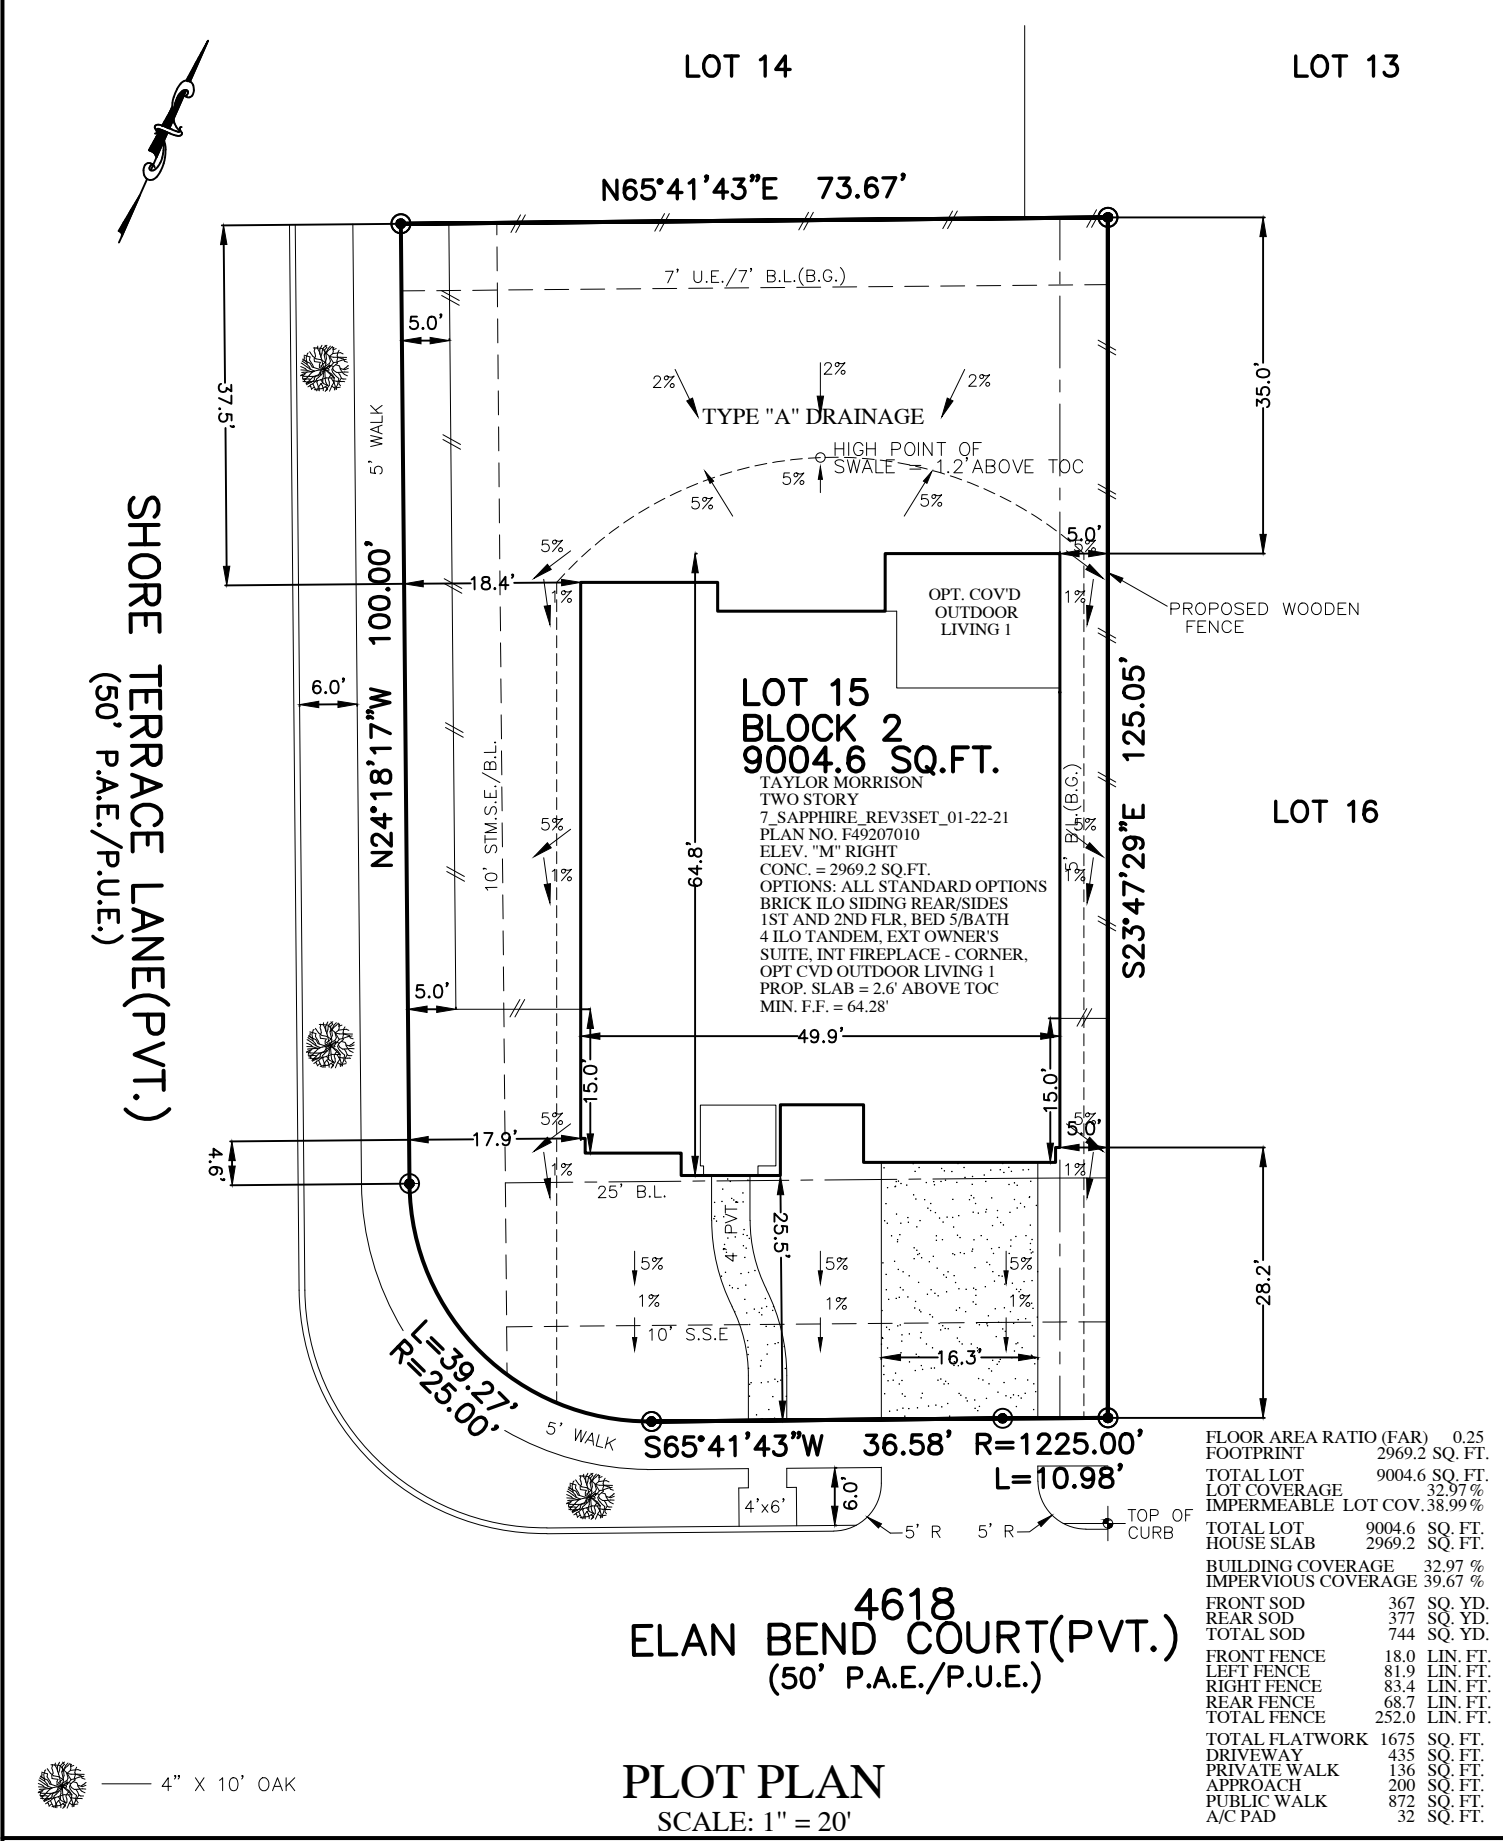 LOT 14
LOT 13
N65°41'43"E 73.67'
7' U.E./7' B.L.(B.G.)
5.0'
37.5'
35.0'
5' WALK
2%
2%
2%
TYPE "A" DRAINAGE
HIGH POINT OF
SWALE = 1.2'ABOVE TOC
5%
5%
5%
5%
5.0'
5%
18.4'
1%
1%
OPT. COV'D
OUTDOOR
LIVING 1
PROPOSED WOODEN
FENCE
SHORE TERRACE LANE(PVT.)
(50' P.A.E./P.U.E.)
N24°18'17"W 100.00'
6.0'
10' STM.S.E./B.L.
LOT 15
BLOCK 2
9004.6 SQ.FT.
TAYLOR MORRISON
TWO STORY
7_SAPPHIRE_REV3SET_01-22-21
PLAN NO. F49207010
ELEV. "M" RIGHT
CONC. = 2969.2 SQ.FT.
OPTIONS: ALL STANDARD OPTIONS
BRICK ILO SIDING REAR/SIDES
1ST AND 2ND FLR, BED 5/BATH
4 ILO TANDEM, EXT OWNER'S
SUITE, INT FIREPLACE - CORNER,
OPT CVD OUTDOOR LIVING 1
PROP. SLAB = 2.6' ABOVE TOC
MIN. F.F. = 64.28'
64.8'
5%
1%
5' B.L.(B.G.)
5%
1%
S23°47'29"E 125.05'
LOT 16
5.0'
49.9'
15.0'
15.0'
5%
17.9'
4.6'
1%
5%
5.0'
1%
25' B.L.
4' PVT.
25.5'
28.2'
5%
5%
5%
1%
1%
1%
10' S.S.E
16.3'
L=39.27'
R=25.00'
5' WALK
S65°41'43"W 36.58' R=1225.00'
L=10.98'
4'x6'
6.0'
5' R
5' R
TOP OF
CURB
4618
ELAN BEND COURT(PVT.)
(50' P.A.E./P.U.E.)
FLOOR AREA RATIO (FAR) 0.25
FOOTPRINT 2969.2 SQ. FT.
TOTAL LOT 9004.6 SQ. FT.
LOT COVERAGE 32.97 %
IMPERMEABLE LOT COV. 38.99 %
TOTAL LOT 9004.6 SQ. FT.
HOUSE SLAB 2969.2 SQ. FT.
BUILDING COVERAGE 32.97 %
IMPERVIOUS COVERAGE 39.67 %
FRONT SOD 367 SQ. YD.
REAR SOD 377 SQ. YD.
TOTAL SOD 744 SQ. YD.
FRONT FENCE 18.0 LIN. FT.
LEFT FENCE 81.9 LIN. FT.
RIGHT FENCE 83.4 LIN. FT.
REAR FENCE 68.7 LIN. FT.
TOTAL FENCE 252.0 LIN. FT.
TOTAL FLATWORK 1675 SQ. FT.
DRIVEWAY 435 SQ. FT.
PRIVATE WALK 136 SQ. FT.
APPROACH 200 SQ. FT.
PUBLIC WALK 872 SQ. FT.
A/C PAD 32 SQ. FT.
4" X 10' OAK
PLOT PLAN
SCALE: 1" = 20'